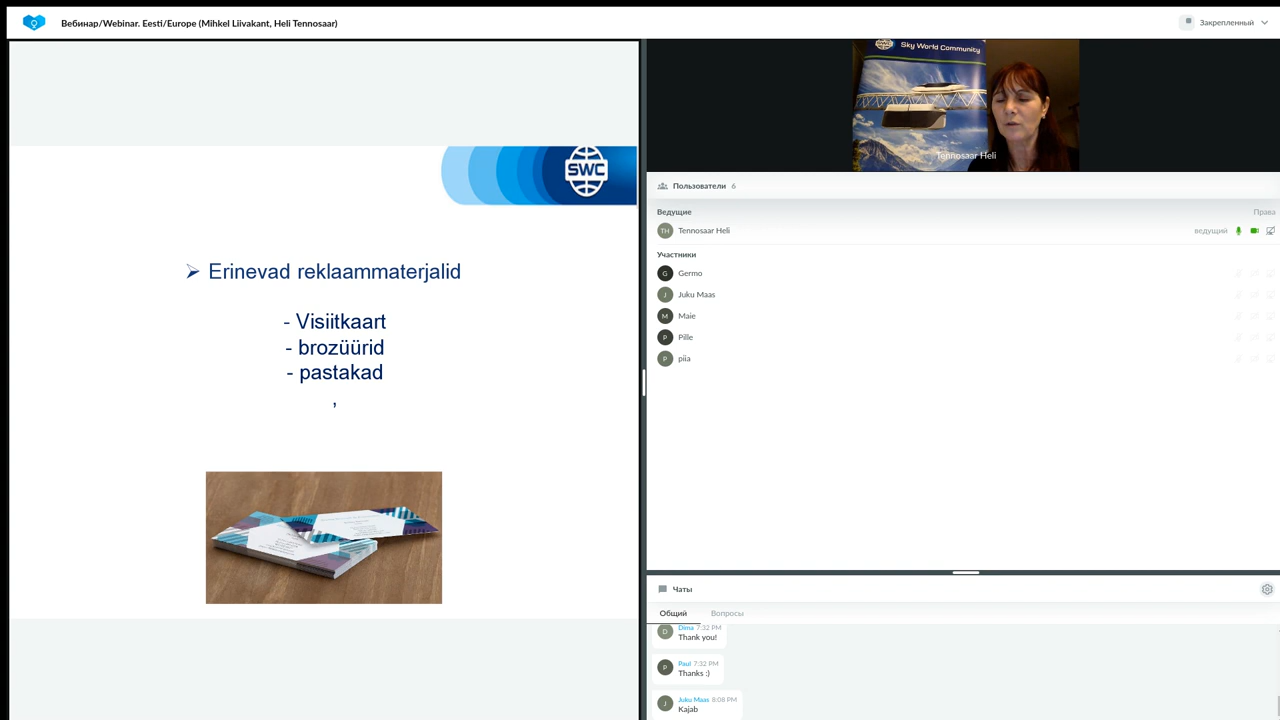 Вебинар/Webinar. Eesti/Europe (Mihkel Liivakant, Heli Tennosaar)
Закрепленный
SWC
➢ Erinevad reklaammaterjalid
- Visiitkaart
- brozüürid
- pastakad
,
Sky World Community
Tennosaar Heli
Пользователи 6
Ведущие
Права
TH Tennosaar Heli
ведущий
Участники
G Germo
J Juku Maas
M Maie
P Pille
P piia
Чаты
Общий
Вопросы
D Dima 7:32 PM
Thank you!
P Paul 7:32 PM
Thanks :)
J Juku Maas 8:08 PM
Kajab